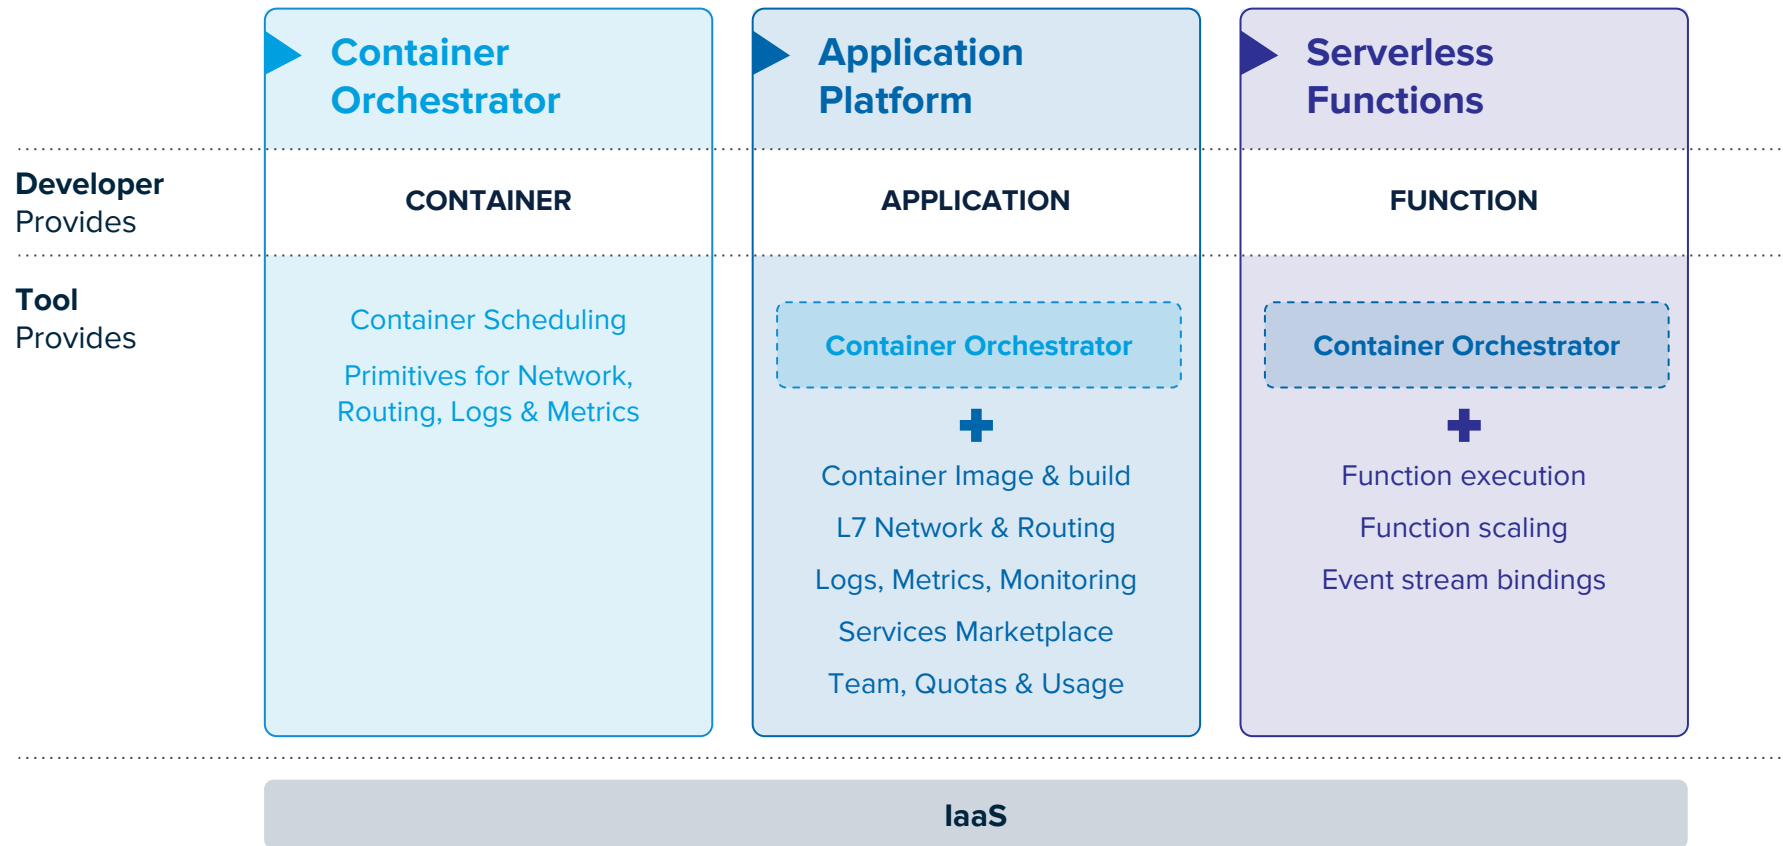 Container
Orchestrator
Application
Platform
Serverless
Functions
Developer
Provides
CONTAINER
APPLICATION
FUNCTION
Tool
Provides
Container Scheduling
Primitives for Network,
Routing, Logs & Metrics
Container Orchestrator
Container Image & build
L7 Network & Routing
Logs, Metrics, Monitoring
Services Marketplace
Team, Quotas & Usage
Container Orchestrator
Function execution
Function scaling
Event stream bindings
IaaS